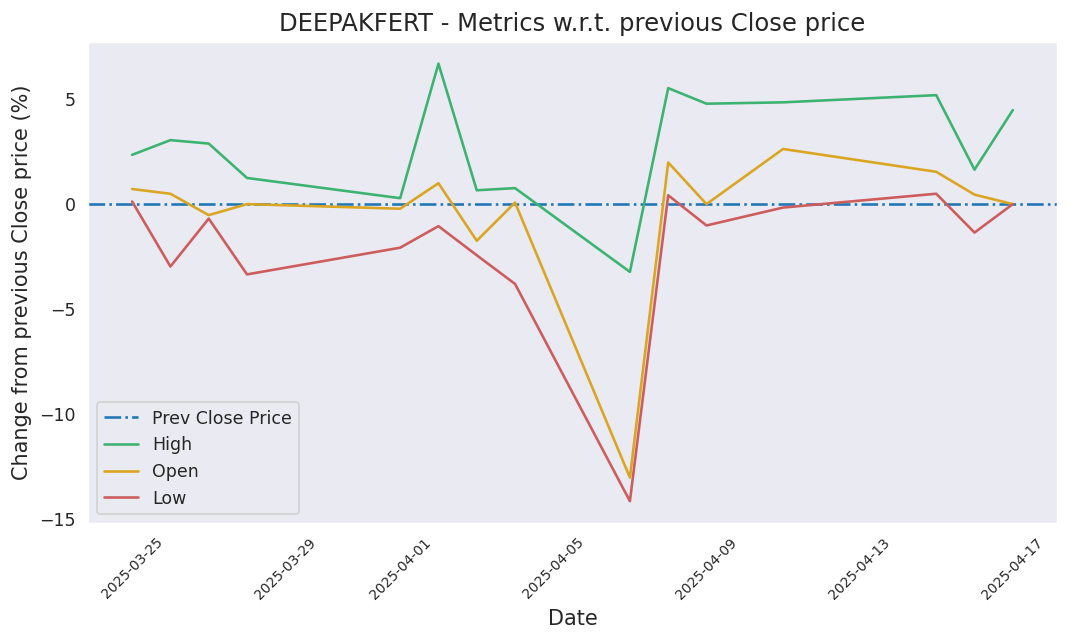 DEEPAKFERT - Metrics w.r.t. previous Close price
Change from previous Close price (%)
5
0
−5
−10
−15
Prev Close Price
High
Open
Low
2025-03-25
2025-03-29
2025-04-01
2025-04-05
2025-04-09
2025-04-13
2025-04-17
Date